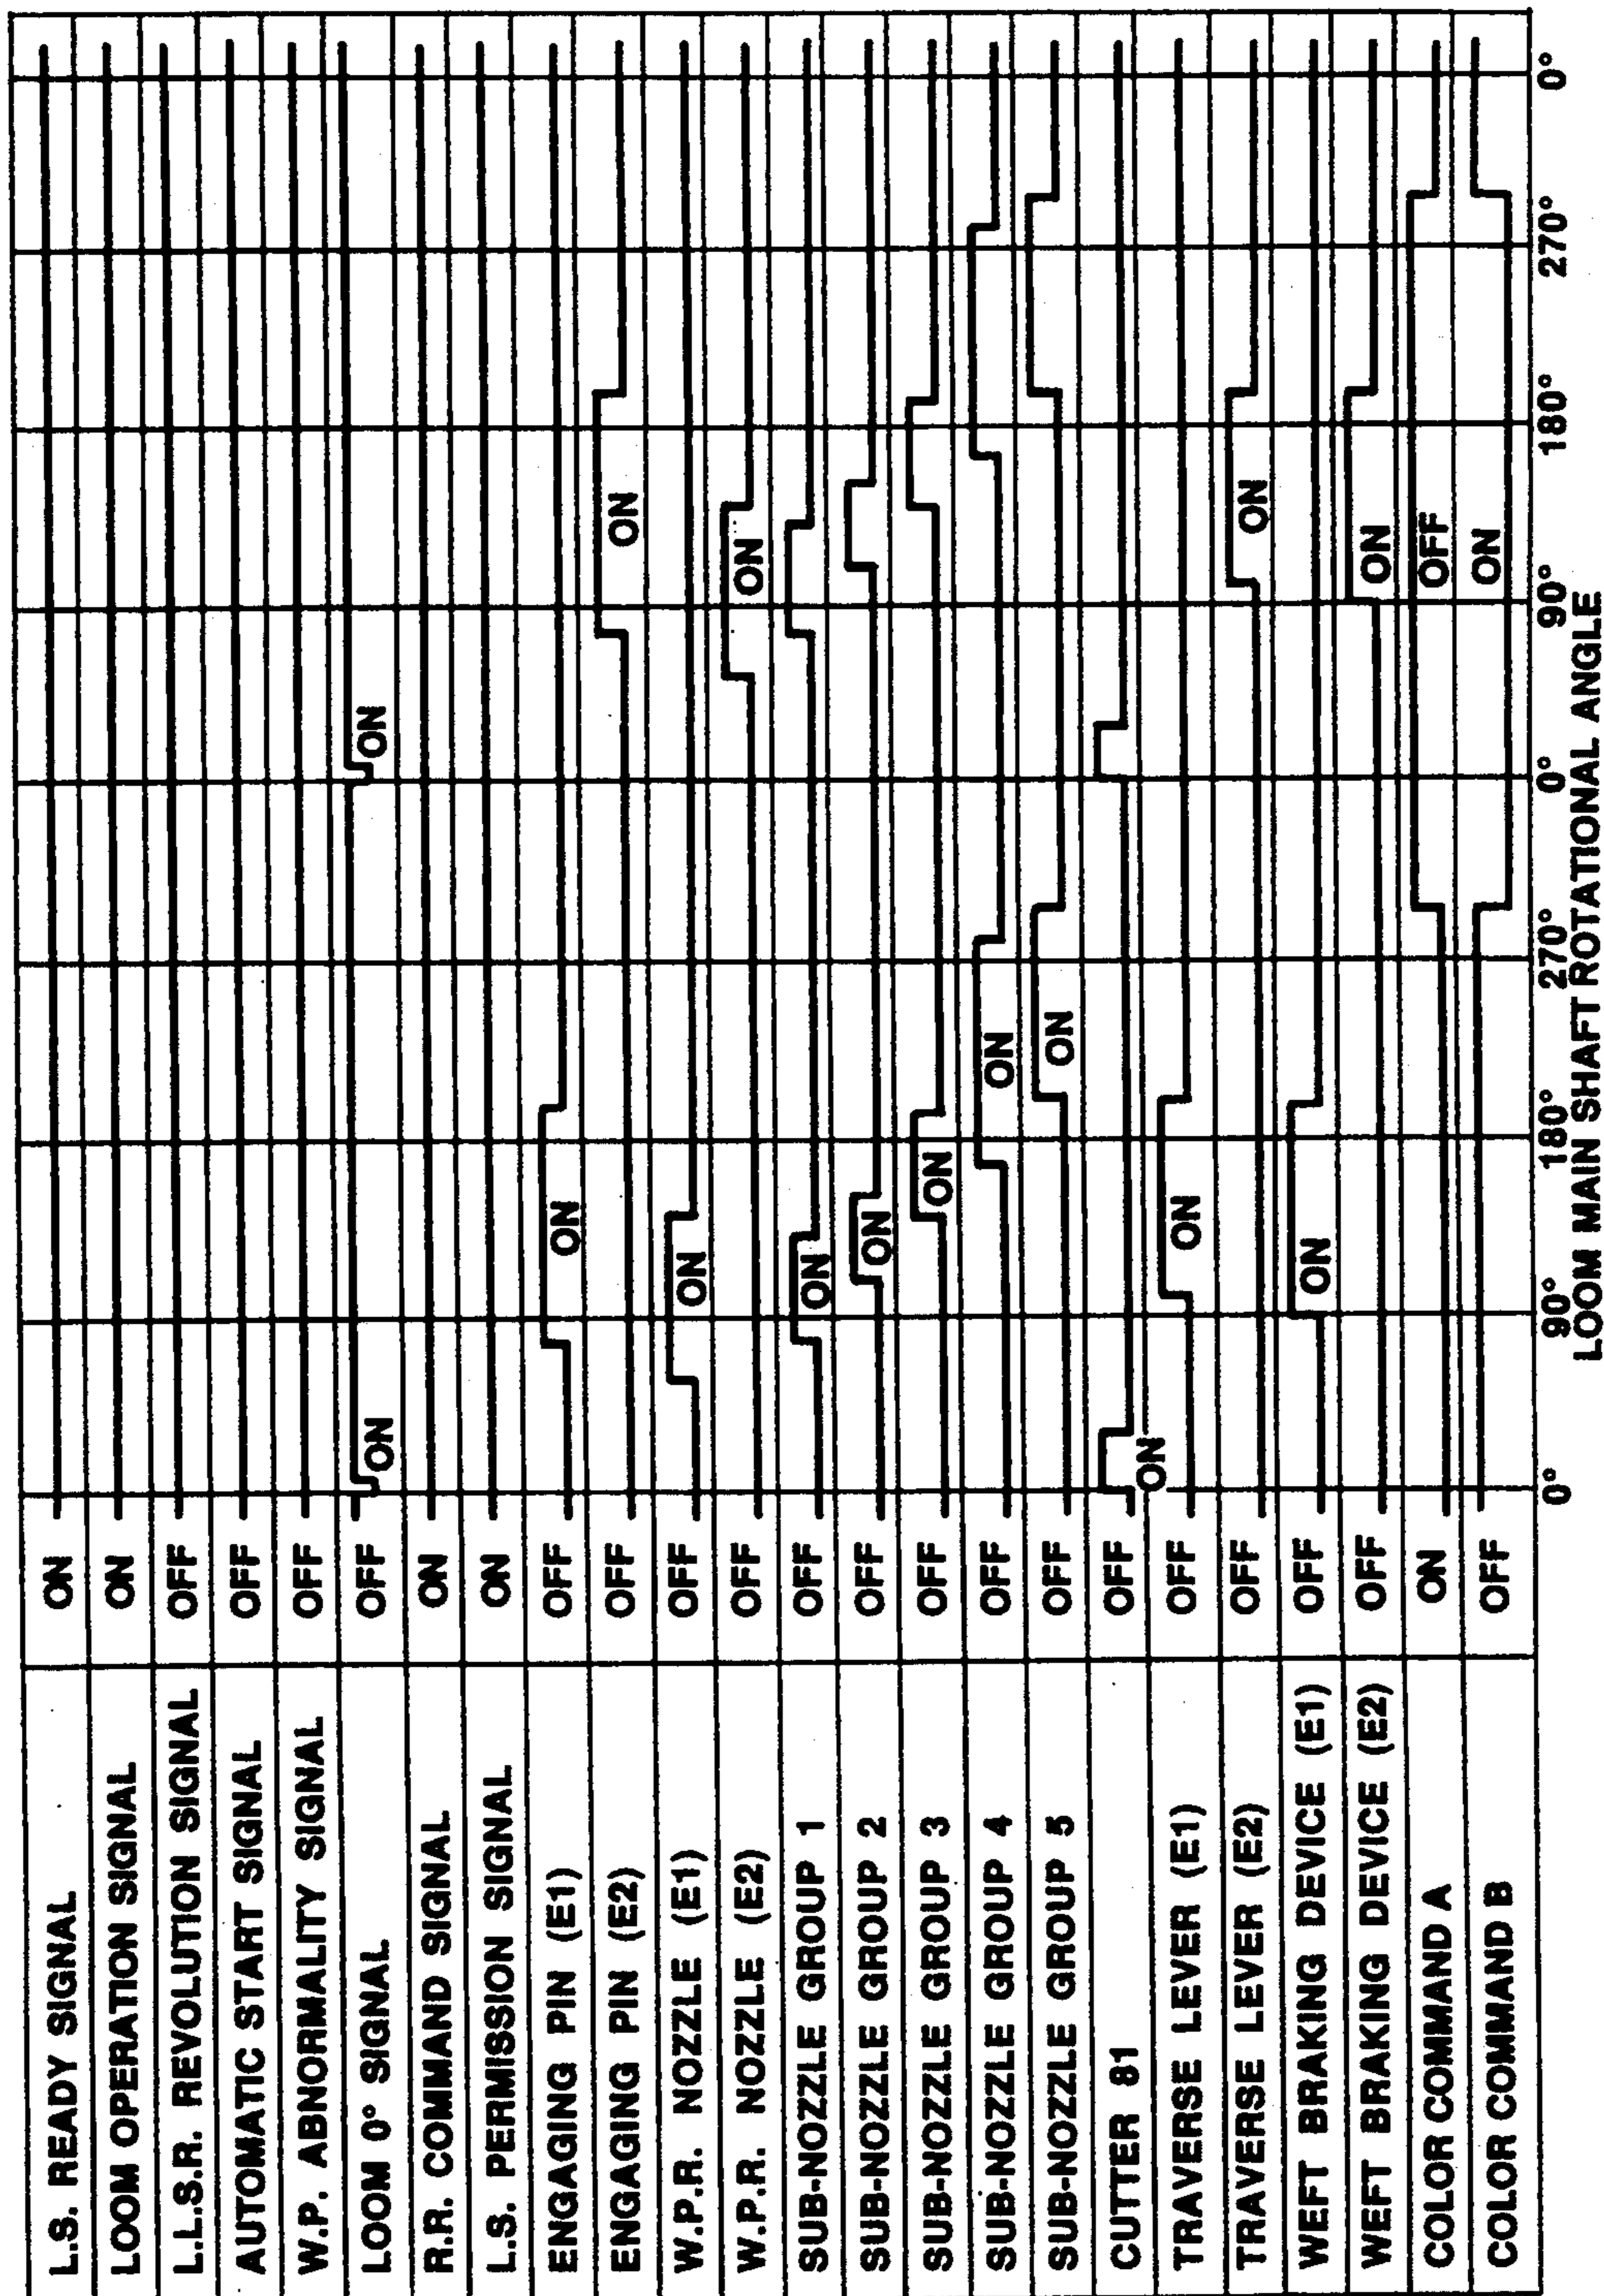 L.S. READY SIGNAL ON
LOOM OPERATION SIGNAL ON
L.L.S.R. REVOLUTION SIGNAL OFF
AUTOMATIC START SIGNAL OFF
W.P. ABNORMALITY SIGNAL OFF
LOOM 0° SIGNAL OFF ON ON
R.R. COMMAND SIGNAL ON
L.S. PERMISSION SIGNAL ON
ENGAGING PIN (E1) OFF ON
ENGAGING PIN (E2) OFF ON
W.P.R. NOZZLE (E1) OFF ON
W.P.R. NOZZLE (E2) OFF ON
SUB-NOZZLE GROUP 1 OFF ON
SUB-NOZZLE GROUP 2 OFF ON
SUB-NOZZLE GROUP 3 OFF ON
SUB-NOZZLE GROUP 4 OFF ON
SUB-NOZZLE GROUP 5 OFF ON
CUTTER 81 OFF ON
TRAVERSE LEVER (E1) OFF ON
TRAVERSE LEVER (E2) OFF ON
WEFT BRAKING DEVICE (E1) OFF ON
WEFT BRAKING DEVICE (E2) OFF ON
COLOR COMMAND A ON OFF
COLOR COMMAND B OFF ON
0° 90° 180° 270° 0° 90° 180° 270° 0°
LOOM MAIN SHAFT ROTATIONAL ANGLE